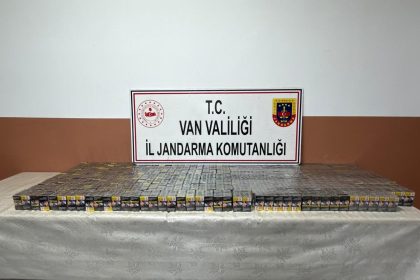 T.C.
VAN VALİLİĞİ
İL JANDARMA KOMUTANLIĞI